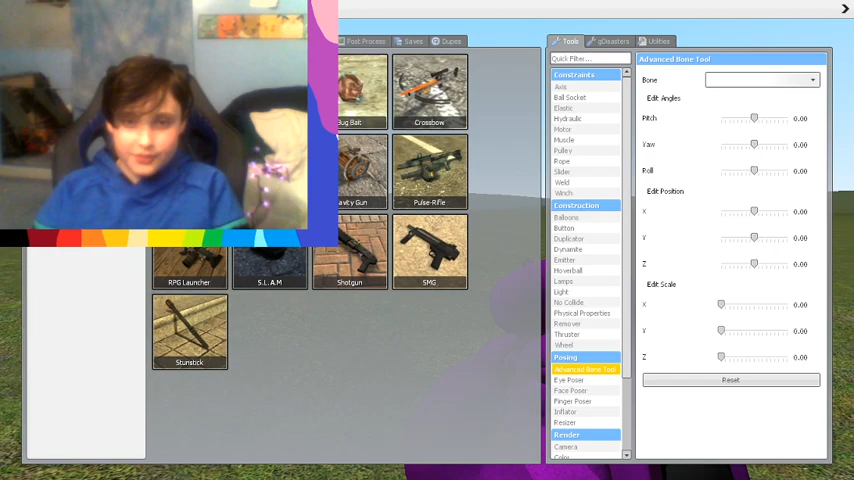 Post Process
Saves
Dupes
Bug Bait
Crossbow
Pulse-Rifle
RPG Launcher
S.L.A.M
Shotgun
SMG
Stunstick
Tools
gDisasters
Utilities
Quick Filter...
Constraints
Axis
Ball Socket
Elastic
Hydraulic
Motor
Muscle
Pulley
Rope
Slider
Weld
Winch
Construction
Balloons
Button
Duplicator
Dynamite
Emitter
Hoverball
Lamps
Light
No Collide
Physical Properties
Remover
Thruster
Wheel
Posing
Advanced Bone Tool
Eye Poser
Face Poser
Finger Poser
Inflator
Resizer
Render
Camera
Advanced Bone Tool
Bone
Edit Angles
Pitch 0.00
Yaw 0.00
Roll 0.00
Edit Position
X 0.00
Y 0.00
Z 0.00
Edit Scale
X 0.00
Y 0.00
Z 0.00
Reset